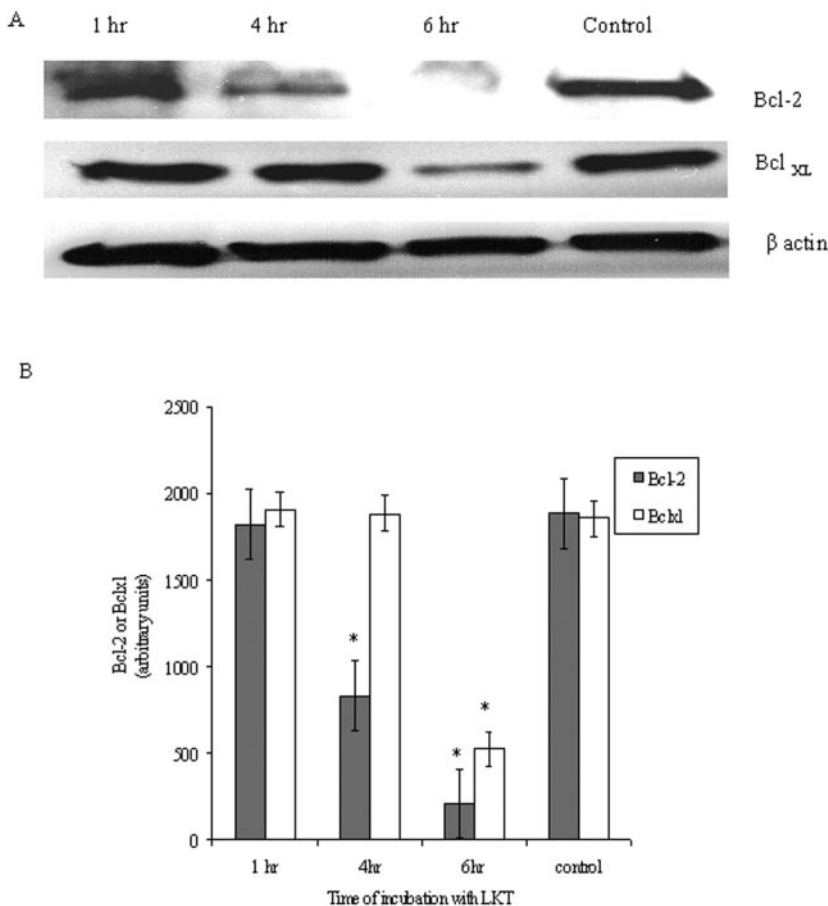 A
1 hr 4 hr 6 hr Control
Bcl-2
Bcl XL
β actin
B
2500
2000
1500
1000
500
0
Bcl-2 or Bclxl
(arbitrary units)
*
*
*
Bcl-2
Bclxl
1 hr 4hr 6hr control
Time of incubation with LKT